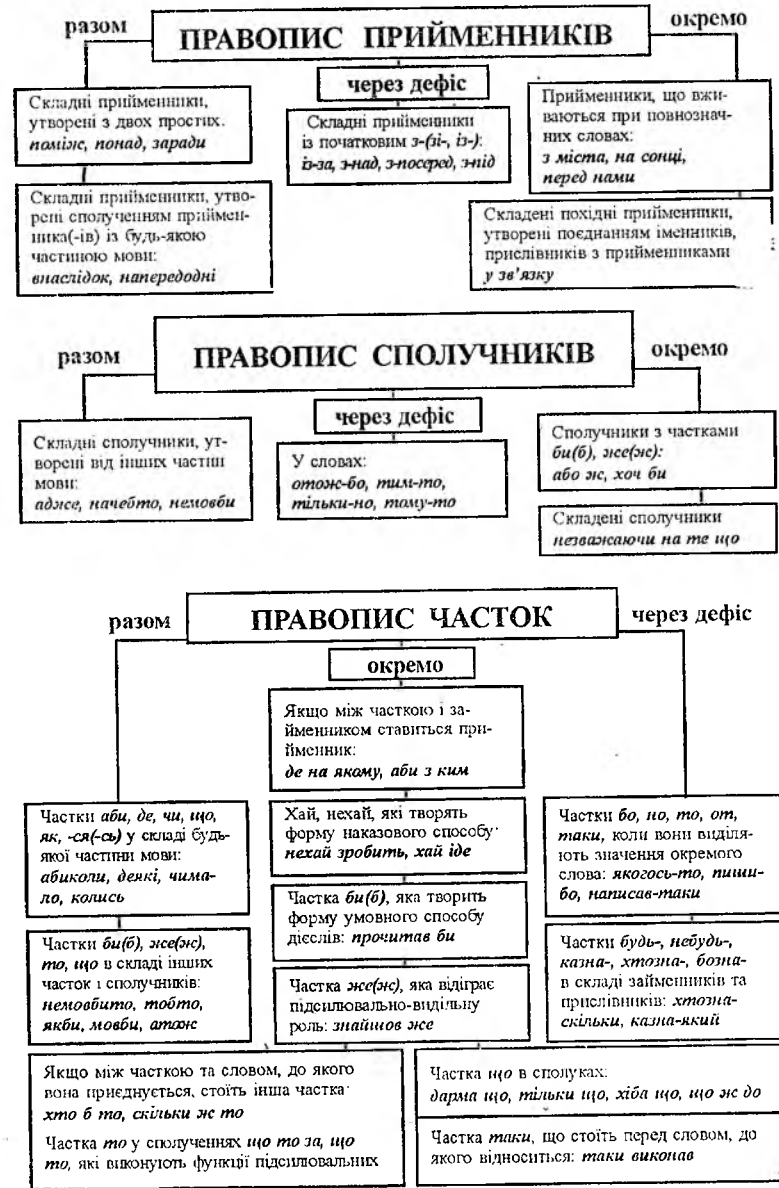 разом
ПРАВОПИС ПРИЙМЕННИКІВ
окремо
через дефіс
Складні прийменники,
утворені з двох простих.
поміж, понад, заради
Складні прийменники, утво-
рені сполученням приймен-
ника(-ів) із будь-якою
частиною мови:
внаслідок, напередодні
Складні прийменники
із початковим з-(зі-, із-):
із-за, з-над, з-посеред, з-під
Прийменники, що вжи-
ваються при повнознач-
них словах:
з міста, на сонці,
перед нами
Складені похідні прийменники,
утворені поєднанням іменників,
прислівників з прийменниками
у зв’язку
разом
ПРАВОПИС СПОЛУЧНИКІВ
окремо
через дефіс
Складні сполучники, ут-
ворені від інших частин
мови:
адже, начебто, немовби
У словах:
отож-бо, тим-то,
тільки-но, тому-то
Сполучники з частками
би(б), же(ж):
або ж, хоч би
Складені сполучники
незважаючи на те що
разом
ПРАВОПИС ЧАСТОК
через дефіс
окремо
Якщо між часткою і за-
йменником ставиться при-
йменник:
де на якому, аби з ким
Частки аби, де, чи, що,
як, -ся(-сь) у складі будь-
якої частини мови:
абиколи, деякі, чима-
ло, колись
Хай, нехай, які творять
форму наказового способу:
нехай зробить, хай іде
Частки бо, но, то, от,
таки, коли вони виділя-
ють значення окремого
слова: якогось-то, пиши-
бо, написав-таки
Частка би(б), яка творить
форму умовного способу
дієслів: прочитав би
Частки би(б), же(ж),
то, що в складі інших
часток і сполучників:
немовбито, тобто,
якби, мовби, атож
Частка же(ж), яка відіграє
підсилювально-видільну
роль: знайшов же
Частки будь-, небудь-,
казна-, хтозна-, бозна-
в складі займенників та
прислівників: хтозна-
скільки, казна-який
Якщо між часткою та словом, до якого
вона приєднується, стоїть інша частка:
хто б то, скільки ж то
Частка то у сполученнях що то за, що
то, які виконують функції підсилювальних
Частка що в сполуках:
дарма що, тільки що, хіба що, що ж до
Частка таки, що стоїть перед словом, до
якого відноситься: таки виконав